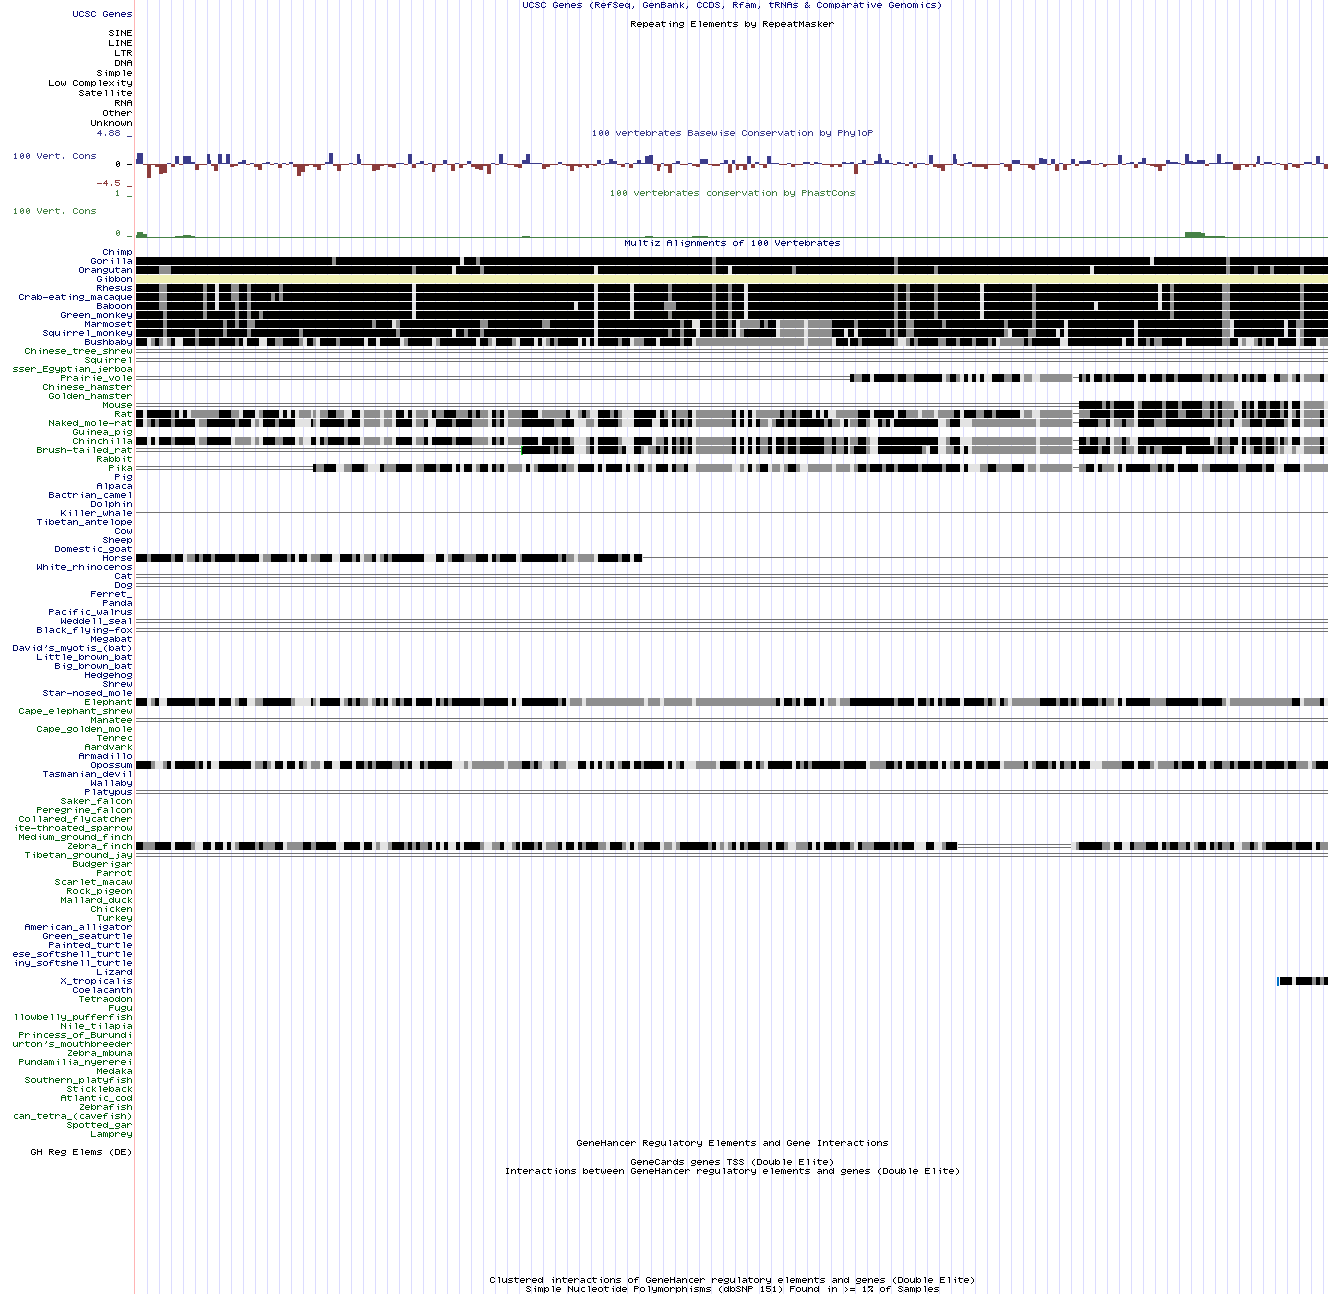 UCSC Genes (RefSeq, GenBank, CCDS, Rfam, tRNAs & Comparative Genomics)
UCSC Genes
Repeating Elements by RepeatMasker
SINE
LINE
LTR
DNA
Simple
Low Complexity
Satellite
RNA
Other
Unknown
4.88 _
100 vertebrates Basewise Conservation by PhyloP
100 Vert. Cons
0 _
-4.5 _
1 _
100 vertebrates conservation by PhastCons
100 Vert. Cons
0 _
Multiz Alignments of 100 Vertebrates
Chimp
Gorilla
Orangutan
Gibbon
Rhesus
Crab-eating_macaque
Baboon
Green_monkey
Marmoset
Squirrel_monkey
Bushbaby
Chinese_tree_shrew
Squirrel
sser_Egyptian_jerboa
Prairie_vole
Chinese_hamster
Golden_hamster
Mouse
Rat
Naked_mole-rat
Guinea_pig
Chinchilla
Brush-tailed_rat
Rabbit
Pika
Pig
Alpaca
Bactrian_camel
Dolphin
Killer_whale
Tibetan_antelope
Cow
Sheep
Domestic_goat
Horse
White_rhinoceros
Cat
Dog
Ferret_
Panda
Pacific_walrus
Weddell_seal
Black_flying-fox
Megabat
David's_myotis_(bat)
Little_brown_bat
Big_brown_bat
Hedgehog
Shrew
Star-nosed_mole
Elephant
Cape_elephant_shrew
Manatee
Cape_golden_mole
Tenrec
Aardvark
Armadillo
Opossum
Tasmanian_devil
Wallaby
Platypus
Saker_falcon
Peregrine_falcon
Collared_flycatcher
ite-throated_sparrow
Medium_ground_finch
Zebra_finch
Tibetan_ground_jay
Budgerigar
Parrot
Scarlet_macaw
Rock_pigeon
Mallard_duck
Chicken
Turkey
American_alligator
Green_seaturtle
Painted_turtle
ese_softshell_turtle
iny_softshell_turtle
Lizard
X_tropicalis
Coelacanth
Tetraodon
Fugu
llowbelly_pufferfish
Nile_tilapia
Princess_of_Burundi
urton's_mouthbreeder
Zebra_mbuna
Pundamilia_nyererei
Medaka
Southern_platyfish
Stickleback
Atlantic_cod
Zebrafish
can_tetra_(cavefish)
Spotted_gar
Lamprey
GeneHancer Regulatory Elements and Gene Interactions
GH Reg Elems (DE)
GeneCards genes TSS (Double Elite)
Interactions between GeneHancer regulatory elements and genes (Double Elite)
Clustered interactions of GeneHancer regulatory elements and genes (Double Elite)
Simple Nucleotide Polymorphisms (dbSNP 151) Found in >= 1% of Samples